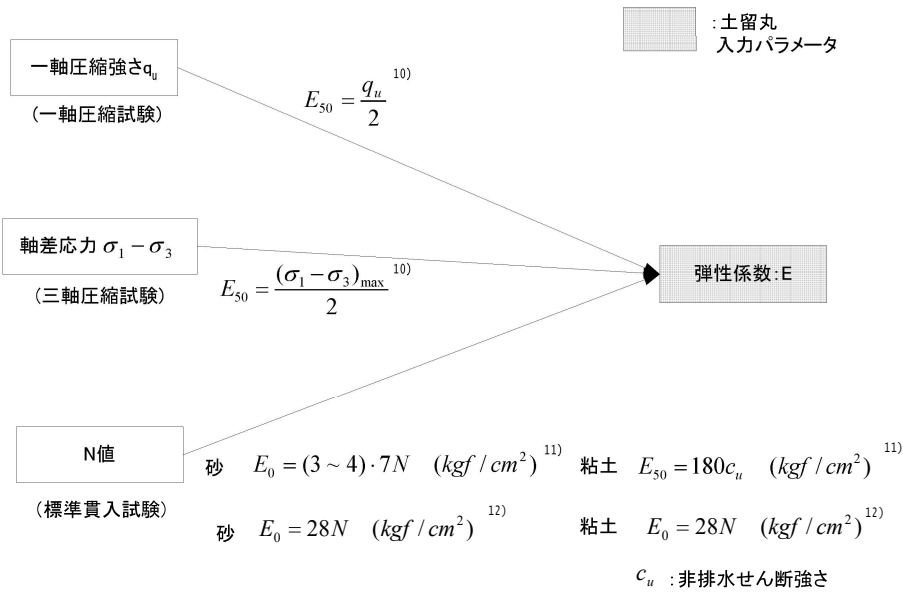 :土留丸
入力パラメータ
一軸圧縮強さqu
(一軸圧縮試験)
E50 = qu / 2 10)
軸差応力 σ1 − σ3
(三軸圧縮試験)
E50 = (σ1 − σ3)max / 2 10)
弾性係数:E
N値
(標準貫入試験)
砂 E0 = (3 ~ 4)·7N (kgf / cm²) 11) 粘土 E50 = 180cu (kgf / cm²) 11)
砂 E0 = 28N (kgf / cm²) 12) 粘土 E0 = 28N (kgf / cm²) 12)
cu :非排水せん断強さ